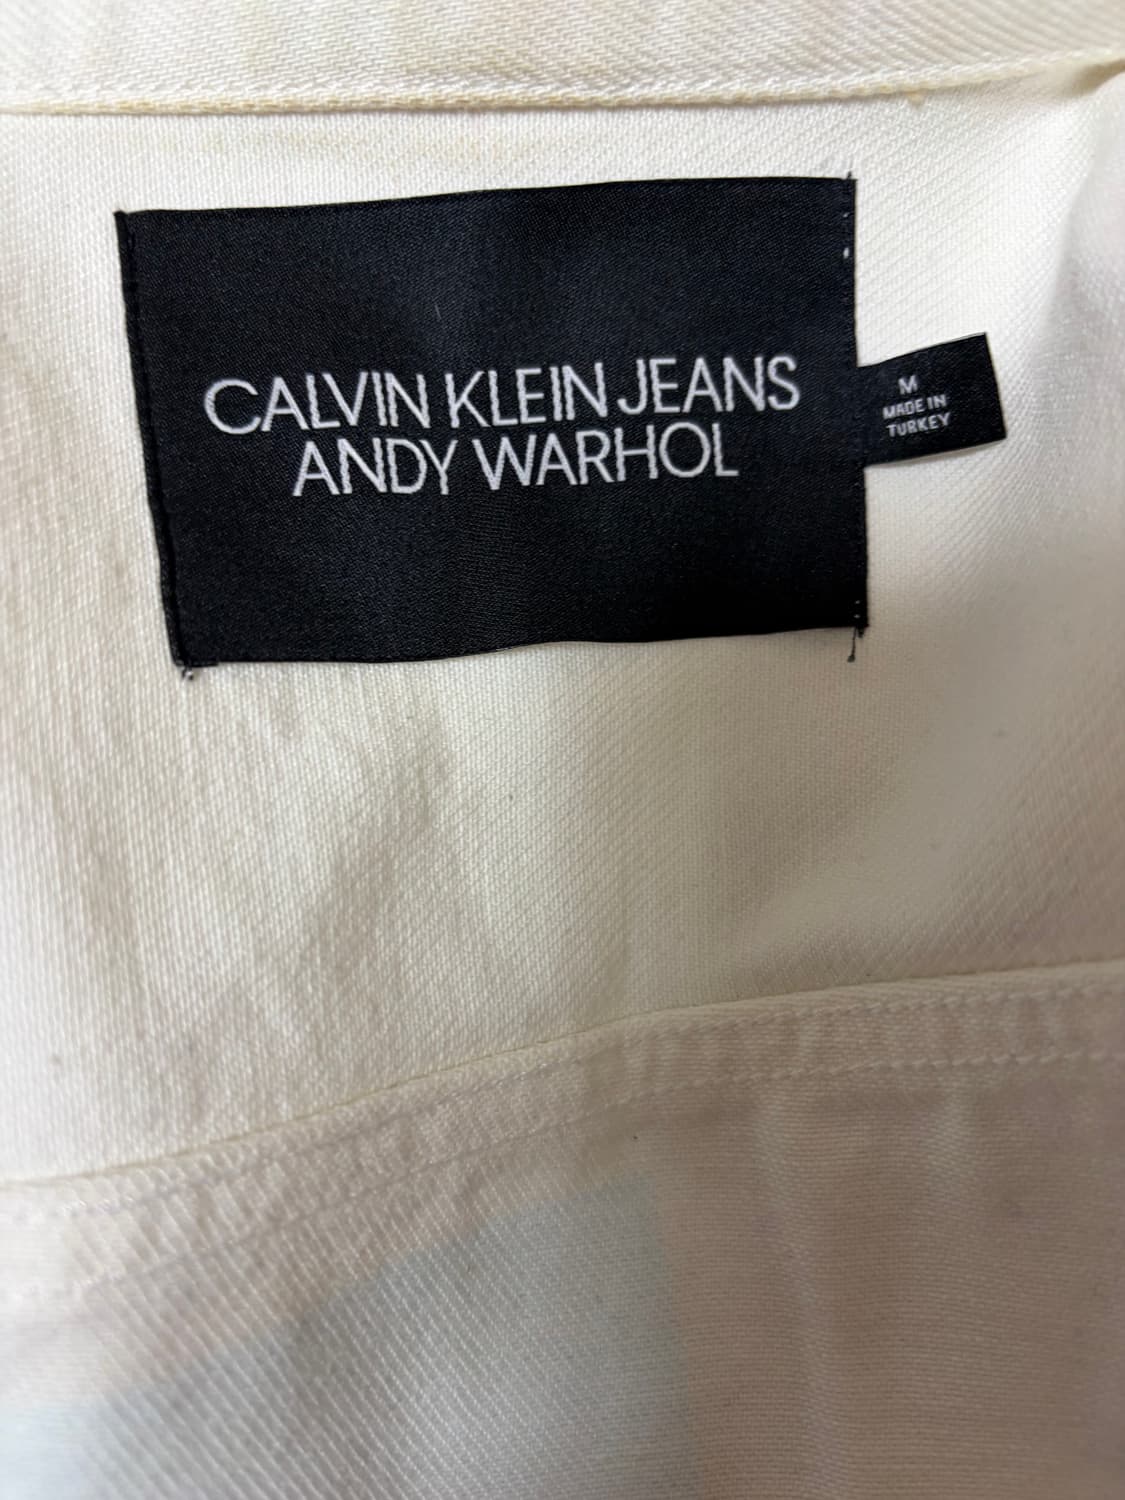 CALVIN KLEIN JEANS
ANDY WARHOL
M
MADE IN
TURKEY